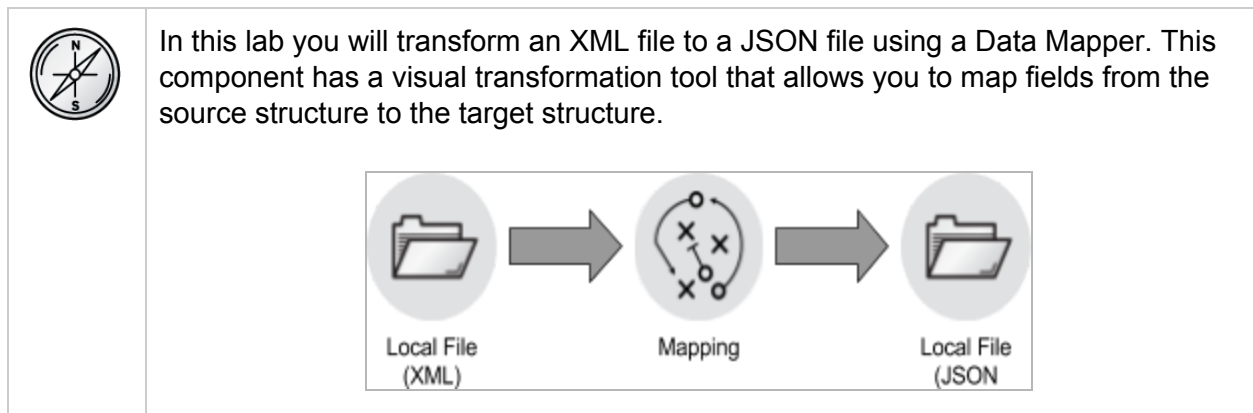 N
S
In this lab you will transform an XML file to a JSON file using a Data Mapper. This
component has a visual transformation tool that allows you to map fields from the
source structure to the target structure.
Local File
(XML)
Mapping
Local File
(JSON